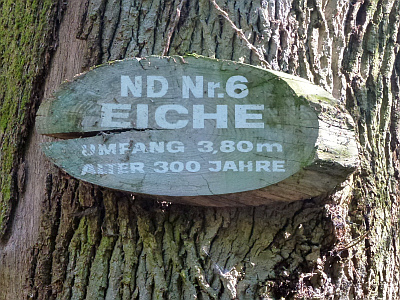 ND Nr.6
EICHE
UMFANG 3,80m
ALTER 300 JAHRE